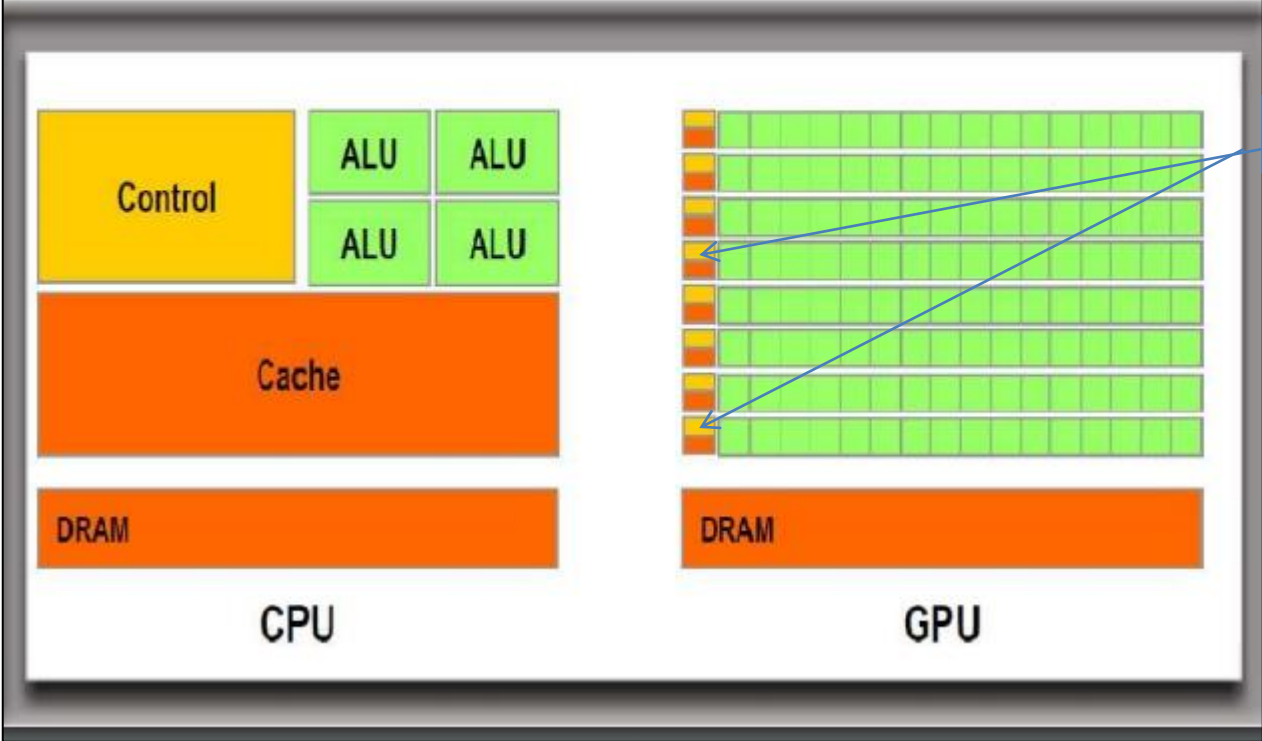 Control
ALU ALU
ALU ALU
Cache
DRAM
CPU
DRAM
GPU